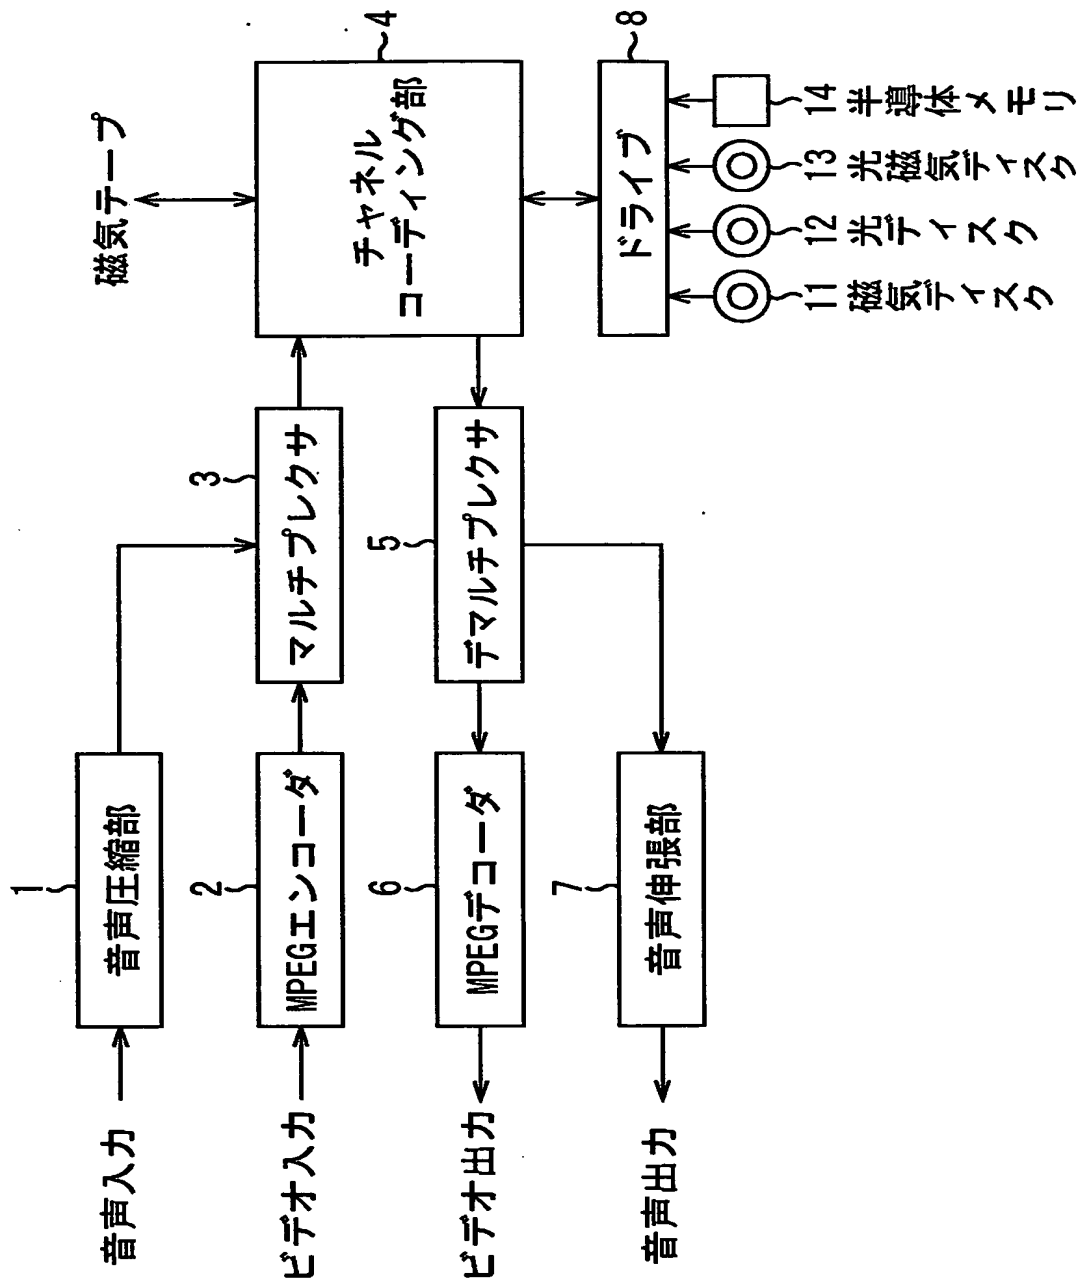 音声入力
1
音声圧縮部
ビデオ入力
2
MPEGエンコーダ
3
マルチプレクサ
磁気テープ
4
チャネル
コーディング部
ビデオ出力
6
MPEGデコーダ
5
デマルチプレクサ
音声出力
7
音声伸張部
8
ドライブ
11 磁気ディスク
12 光ディスク
13 光磁気ディスク
14 半導体メモリ